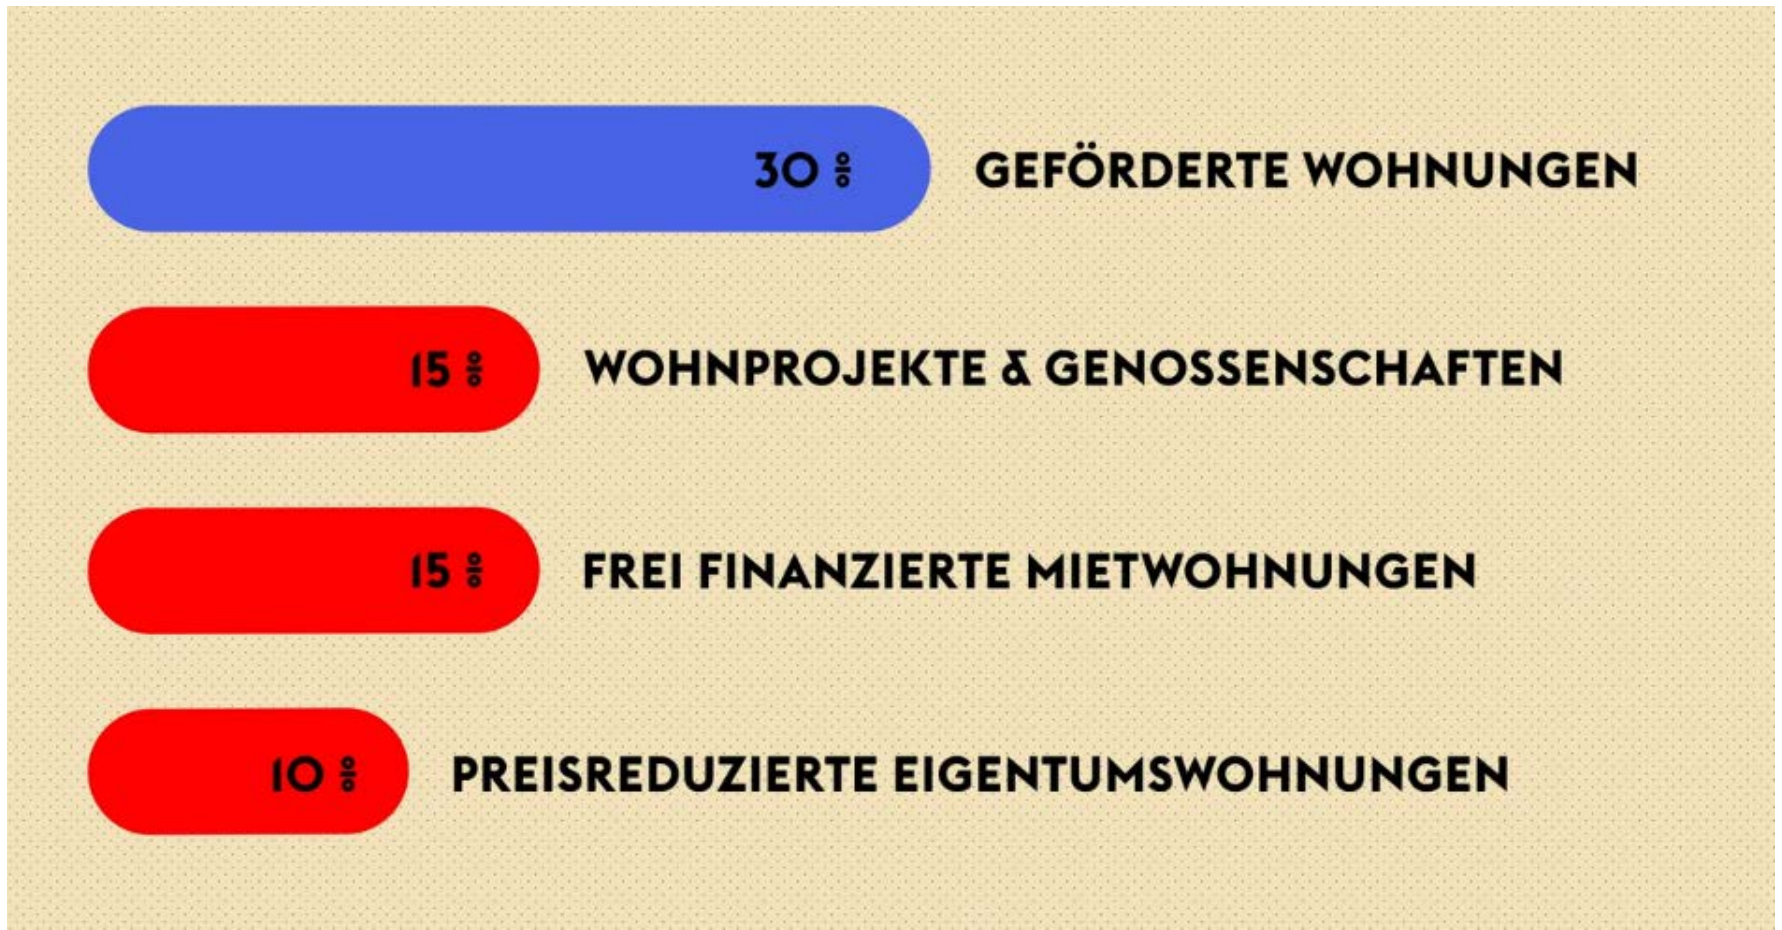 30 % GEFÖRDERTE WOHNUNGEN
15 % WOHNPROJEKTE & GENOSSENSCHAFTEN
15 % FREI FINANZIERTE MIETWOHNUNGEN
10 % PREISREDUZIERTE EIGENTUMSWOHNUNGEN